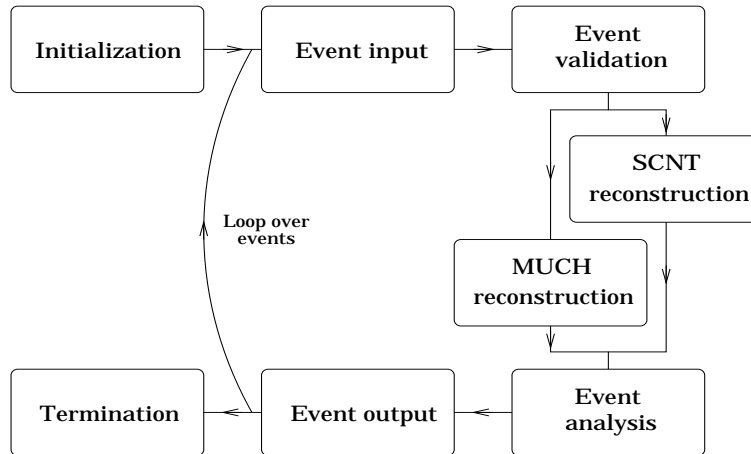 Initialization
Event input
Event
validation
SCNT
reconstruction
Loop over
events
MUCH
reconstruction
Termination
Event output
Event
analysis